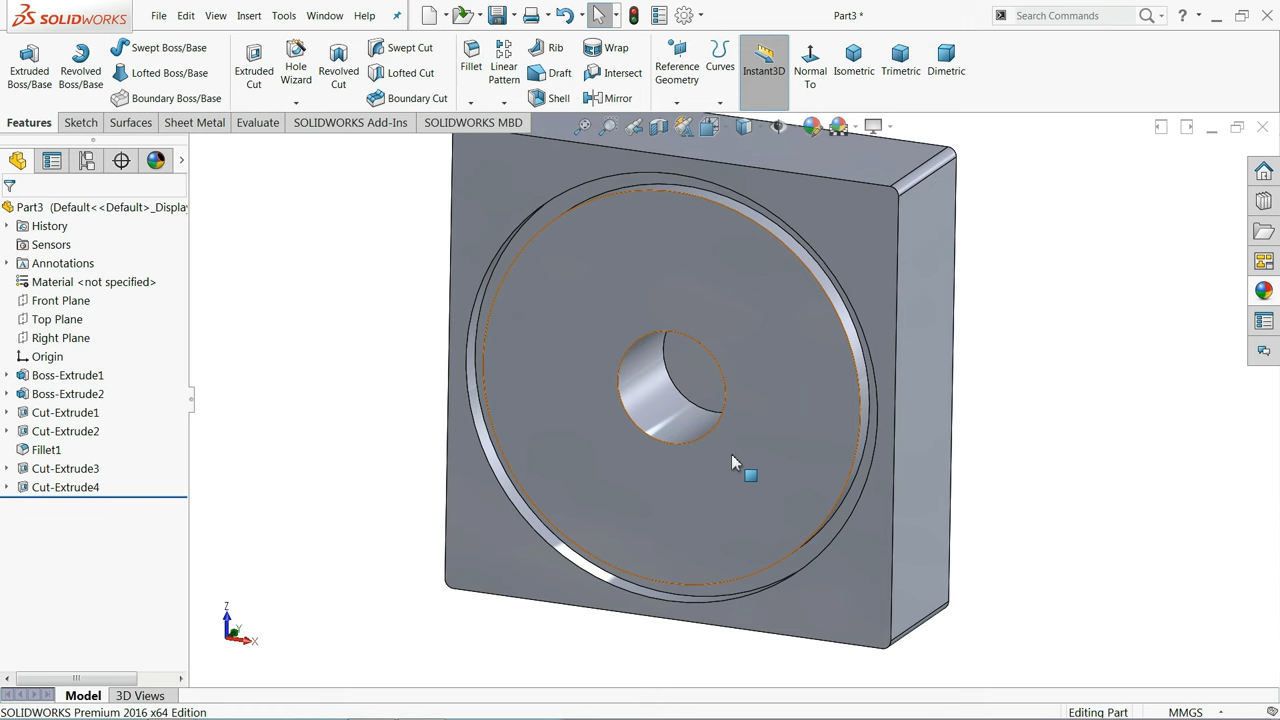 SOLIDWORKS File Edit View Insert Tools Window Help Part3 * Search Commands ?
Extruded Boss/Base
Revolved Boss/Base
Swept Boss/Base
Lofted Boss/Base
Boundary Boss/Base
Extruded Cut
Hole Wizard
Revolved Cut
Swept Cut
Lofted Cut
Boundary Cut
Fillet
Linear Pattern
Rib
Draft
Shell
Wrap
Intersect
Mirror
Reference Geometry
Curves
Instant3D
Normal To
Isometric
Trimetric
Dimetric
Features Sketch Surfaces Sheet Metal Evaluate SOLIDWORKS Add-Ins SOLIDWORKS MBD
Part3 (Default<<Default>_Displa
History
Sensors
Annotations
Material <not specified>
Front Plane
Top Plane
Right Plane
Origin
Boss-Extrude1
Boss-Extrude2
Cut-Extrude1
Cut-Extrude2
Fillet1
Cut-Extrude3
Cut-Extrude4
Z
Y
X
Model 3D Views
SOLIDWORKS Premium 2016 x64 Edition Editing Part MMGS